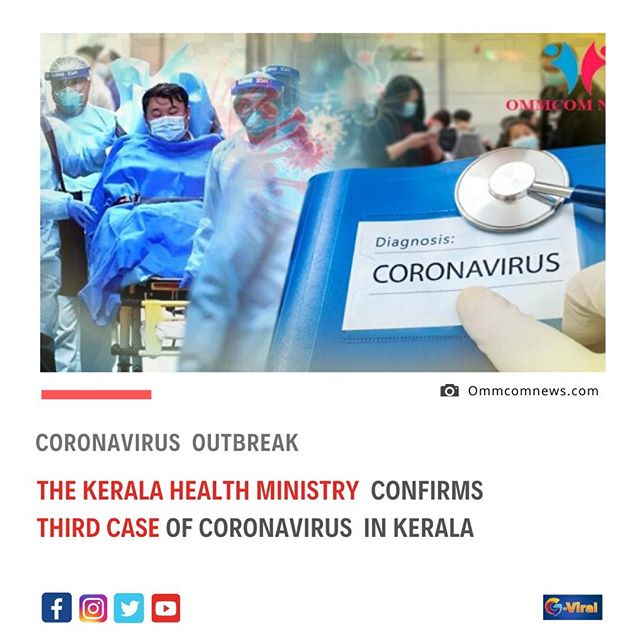 OMMCOM N
Diagnosis:
CORONAVIRUS
Ommcomnews.com
CORONAVIRUS OUTBREAK
THE KERALA HEALTH MINISTRY CONFIRMS
THIRD CASE OF CORONAVIRUS IN KERALA
G-Viral